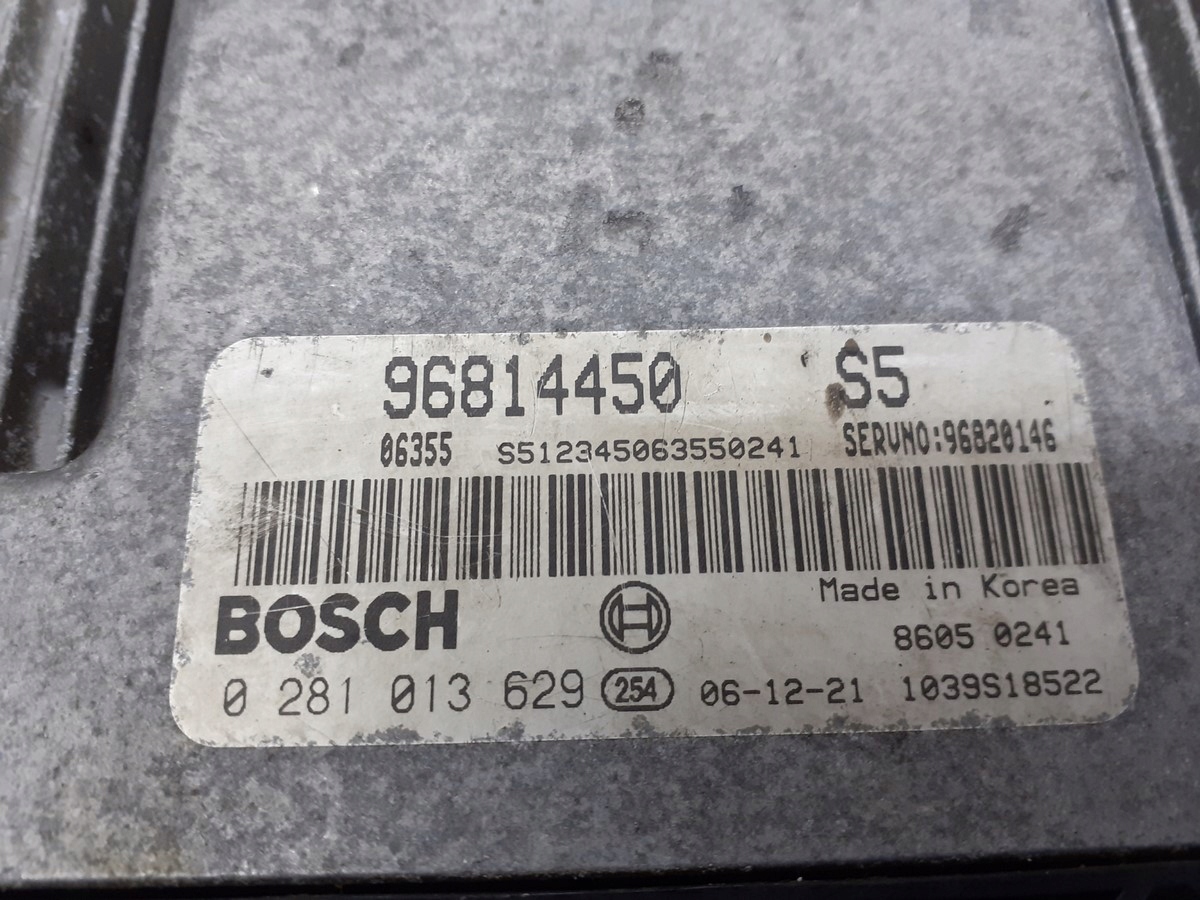 96814450 S5
06355 S512345063550241 SERVNO:96820146
Made in Korea
BOSCH 8605 0241
0 281 013 629 254 06-12-21 1039S18522